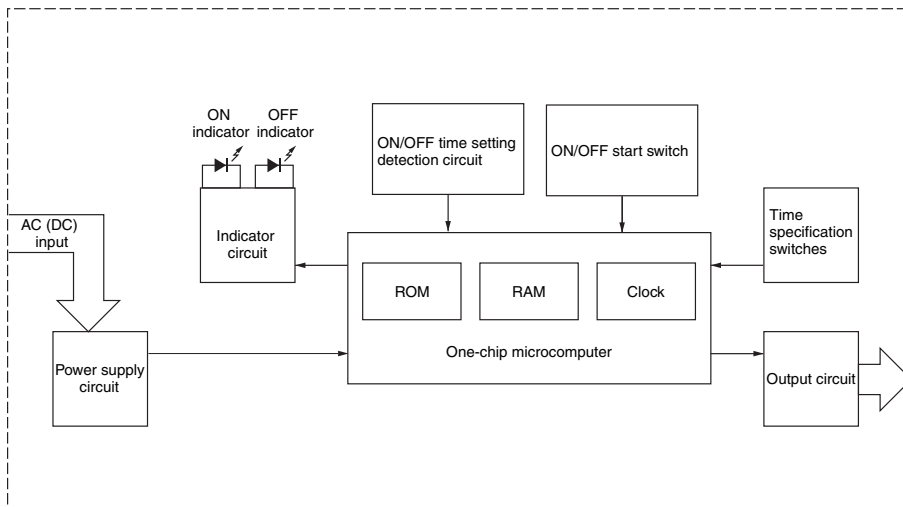 ON
indicator
OFF
indicator
ON/OFF time setting
detection circuit
ON/OFF start switch
AC (DC)
input
Indicator
circuit
Time
specification
switches
ROM
RAM
Clock
One-chip microcomputer
Power supply
circuit
Output circuit